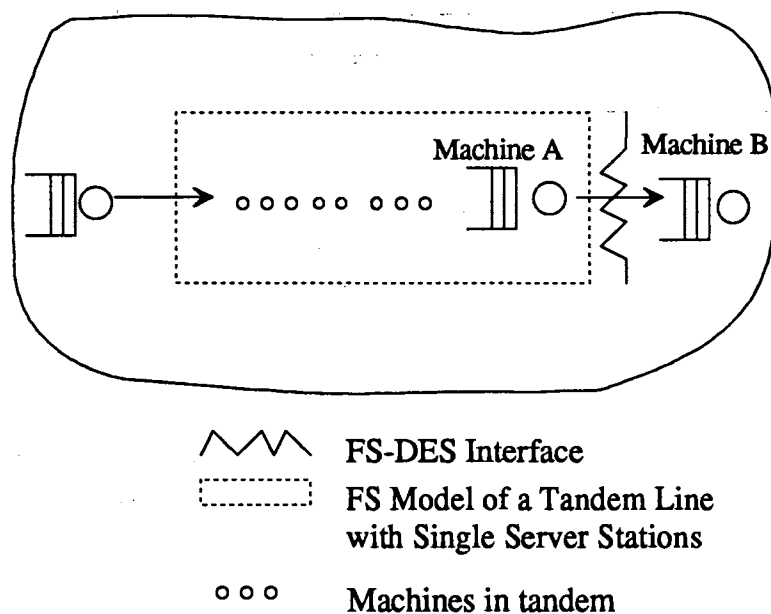 Machine A
Machine B
FS-DES Interface
FS Model of a Tandem Line
with Single Server Stations
Machines in tandem